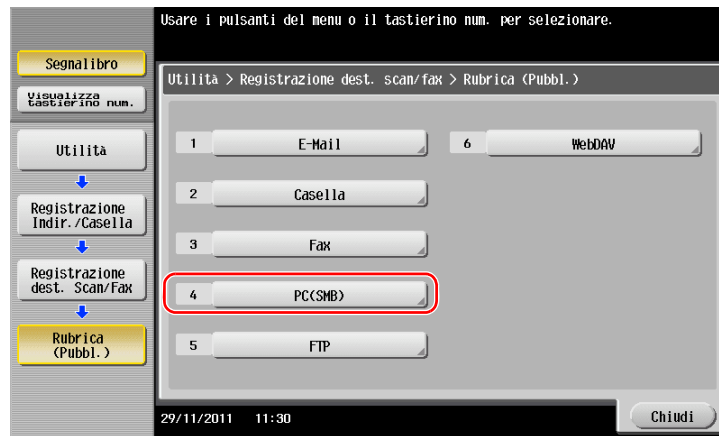 Usare i pulsanti del menu o il tastierino num. per selezionare.
Segnalibro
Visualizza
tastierino num.
Utilità
Registrazione
Indir./Casella
Registrazione
dest. Scan/Fax
Rubrica
(Pubbl.)
Utilità > Registrazione dest. scan/fax > Rubrica (Pubbl.)
1 E-Mail
2 Casella
3 Fax
4 PC(SMB)
5 FTP
6 WebDAV
29/11/2011 11:30
Chiudi